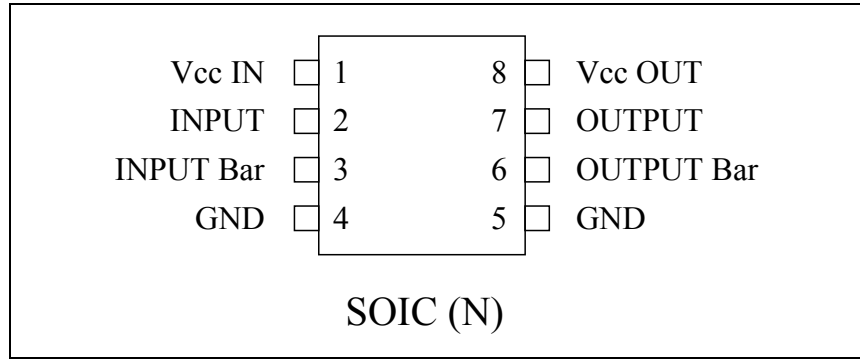 Vcc IN 1 8 Vcc OUT
INPUT 2 7 OUTPUT
INPUT Bar 3 6 OUTPUT Bar
GND 4 5 GND
SOIC (N)